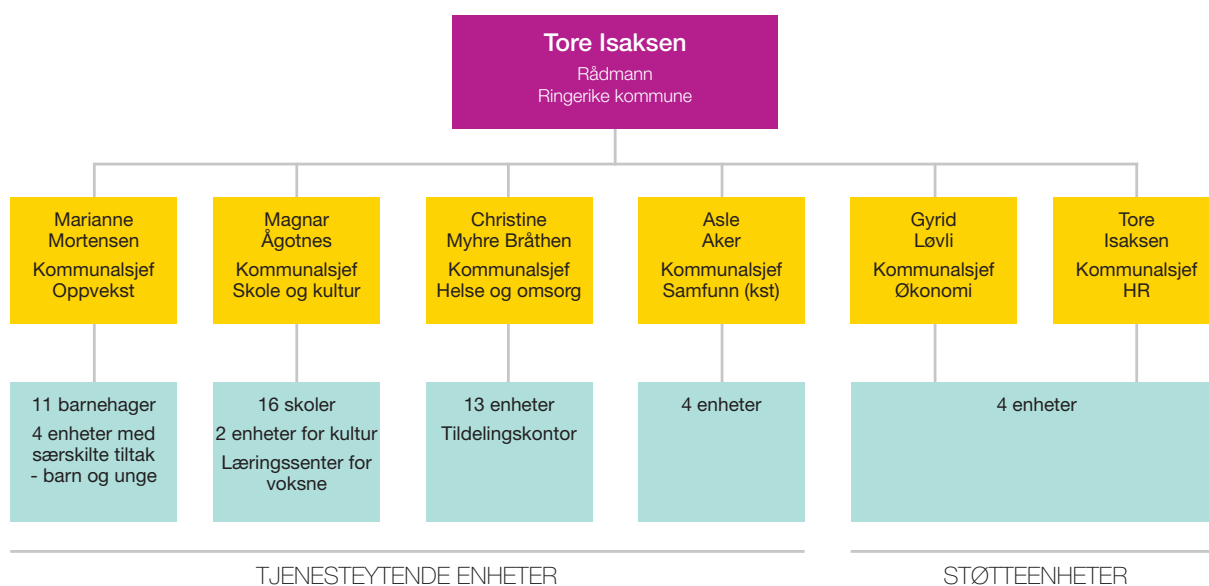 Tore Isaksen
Rådmann
Ringerike kommune
Marianne
Mortensen
Kommunalsjef
Oppvekst
Magnar
Ågotnes
Kommunalsjef
Skole og kultur
Christine
Myhre Bråthen
Kommunalsjef
Helse og omsorg
Asle
Aker
Kommunalsjef
Samfunn (kst)
Gyrid
Løvli
Kommunalsjef
Økonomi
Tore
Isaksen
Kommunalsjef
HR
11 barnehager
4 enheter med
særskilte tiltak
- barn og unge
16 skoler
2 enheter for kultur
Læringssenter for
voksne
13 enheter
Tildelingskontor
4 enheter
4 enheter
TJENESTEYTENDE ENHETER
STØTTEENHETER